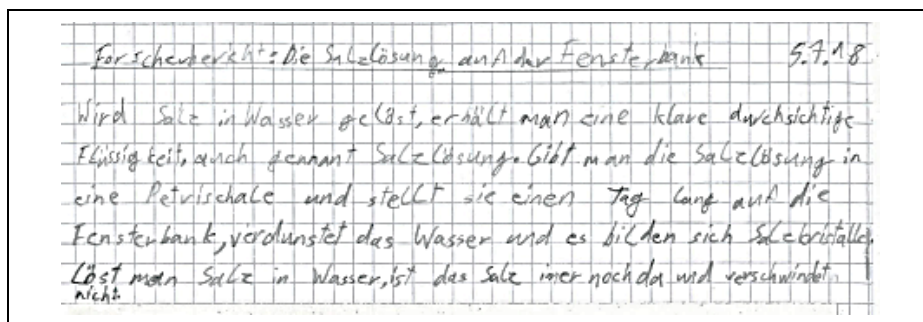 Forscherbericht: Die Salzlösung auf der Fensterbank 5.7.18
Wird Salz in Wasser gelöst, erhält man eine klare durchsichtige
Flüssigkeit, auch gennant Salzlösung. Gibt man die Salzlösung in
eine Petrischale und stellt sie einen Tag lang auf die
Fensterbank, verdunstet das Wasser und es bilden sich Salzkristalle.
Löst man Salz in Wasser, ist das Salz imer noch da und verschwindet
nicht.